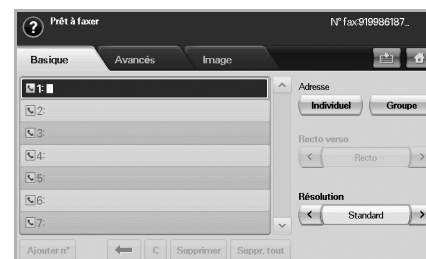 Prêt à faxer
N° fax:919986187..
Basique
Avancés
Image
1:
2:
3:
4:
5:
6:
7:
Adresse
Individuel
Groupe
Recto verso
Recto
Résolution
Standard
Ajouter n°
C
Supprimer
Suppr. tout